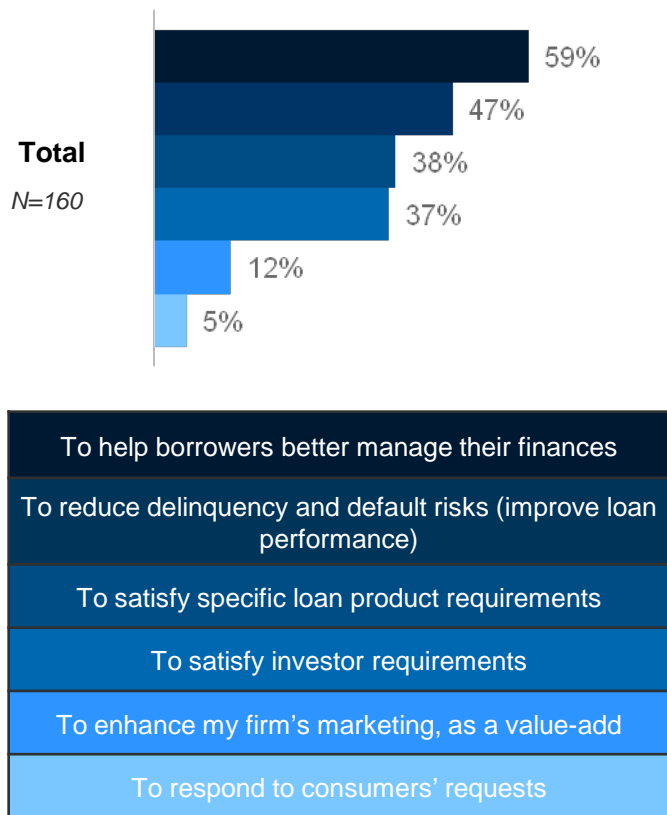 59%
47%
Total
38%
N=160
37%
12%
5%
To help borrowers better manage their finances
To reduce delinquency and default risks (improve loan
performance)
To satisfy specific loan product requirements
To satisfy investor requirements
To enhance my firm’s marketing, as a value-add
To respond to consumers’ requests